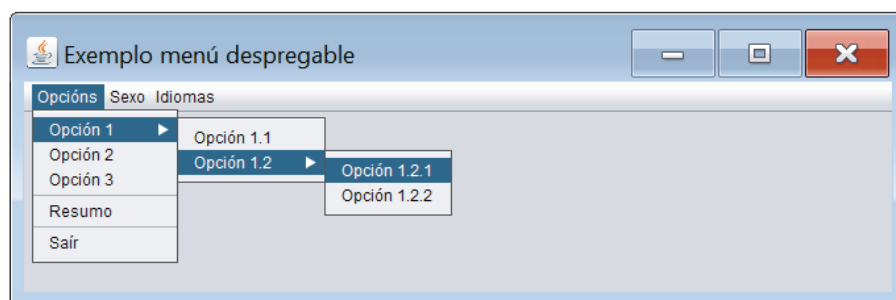 Exemplo menú despregable
Opcións Sexo Idiomas
Opción 1
Opción 2
Opción 3
Resumo
Saír
Opción 1.1
Opción 1.2
Opción 1.2.1
Opción 1.2.2